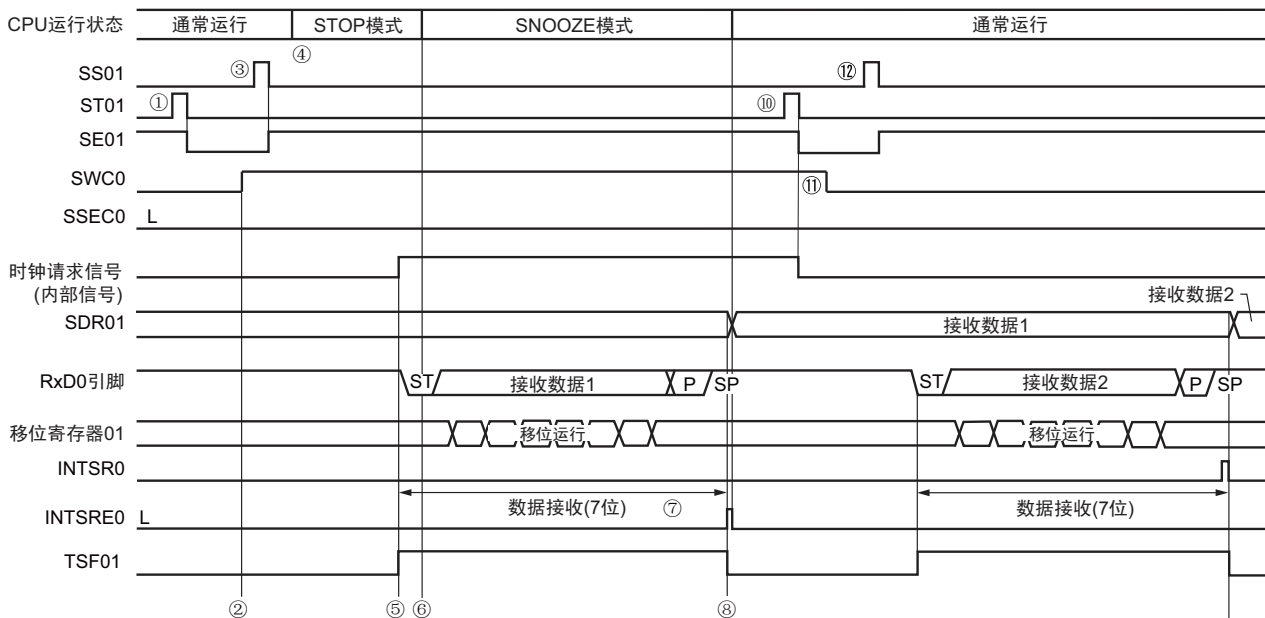 CPU运行状态 通常运行 STOP模式 SNOOZE模式 通常运行
④
SS01 ③ ⑫
ST01 ① ⑩
SE01
SWC0 ⑪
SSEC0 L
时钟请求信号
(内部信号)
接收数据2
SDR01 接收数据1
RxD0引脚 ST 接收数据1 P SP ST 接收数据2 P SP
移位寄存器01 移位运行 移位运行
INTSR0
数据接收(7位) ⑦ 数据接收(7位)
INTSRE0 L
TSF01
② ⑤ ⑥ ⑧